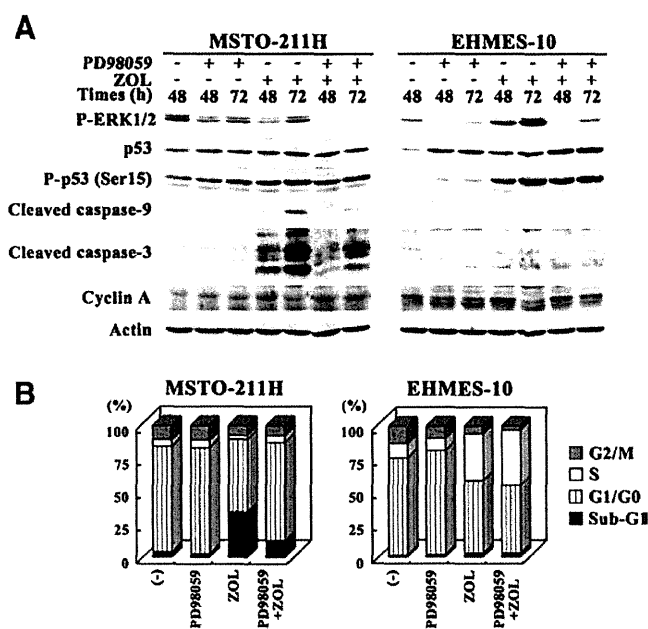 A
MSTO-211H EHMES-10
PD98059 - + + - - + + - + + - - + +
ZOL - - - + + + + - - - + + + +
Times (h) 48 48 72 48 72 48 72 48 48 72 48 72 48 72
P-ERK1/2
p53
P-p53 (Ser15)
Cleaved caspase-9
Cleaved caspase-3
Cyclin A
Actin
B
MSTO-211H EHMES-10
(%) (%)
100 100
75 75
50 50
25 25
0 0
(-) PD98059 ZOL PD98059 +ZOL (-) PD98059 ZOL PD98059 +ZOL
G2/M
S
G1/G0
Sub-G1